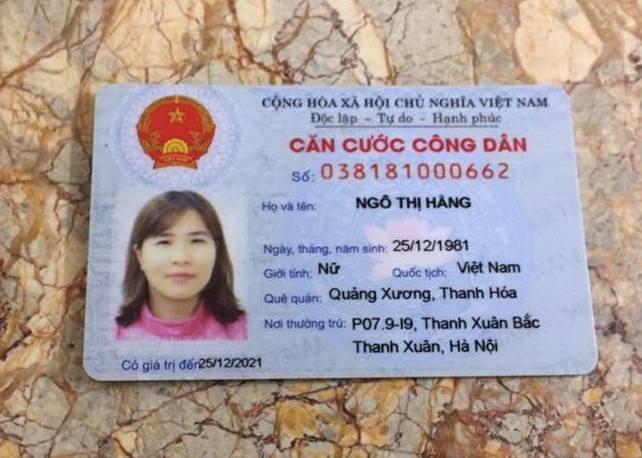 CỘNG HÒA XÃ HỘI CHỦ NGHĨA VIỆT NAM
Độc lập - Tự do - Hạnh phúc
CĂN CƯỚC CÔNG DÂN
Số: 038181000662
Họ và tên: NGÔ THỊ HẰNG
Ngày, tháng, năm sinh: 25/12/1981
Giới tính: Nữ Quốc tịch: Việt Nam
Quê quán: Quảng Xương, Thanh Hóa
Nơi thường trú: P07.9-I9, Thanh Xuân Bắc
Thanh Xuân, Hà Nội
Có giá trị đến 25/12/2021